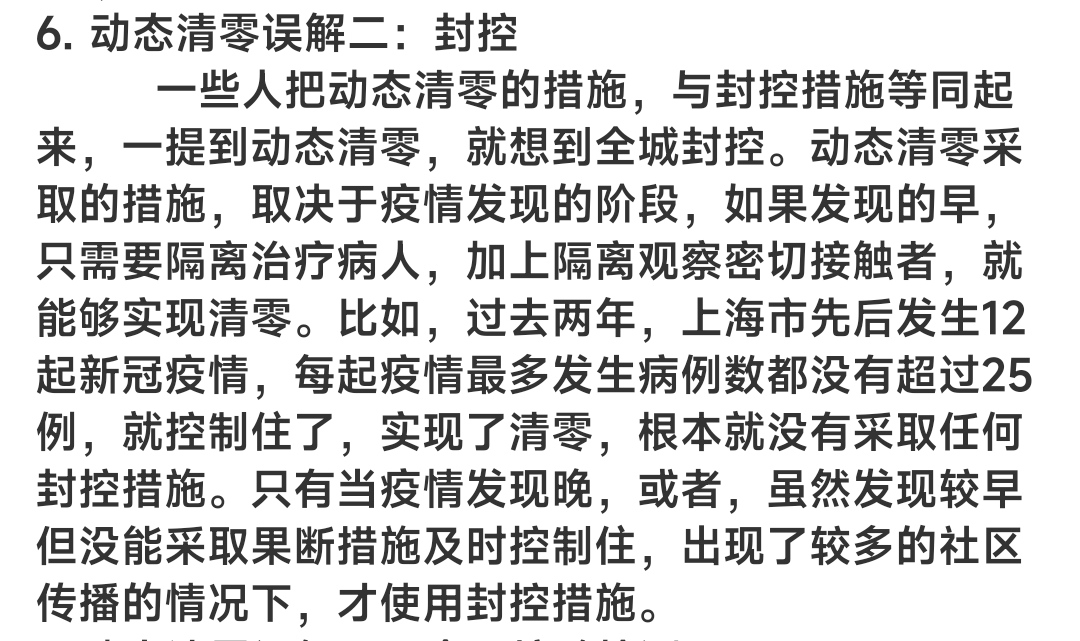 6. 动态清零误解二：封控
一些人把动态清零的措施，与封控措施等同起
来，一提到动态清零，就想到全城封控。动态清零采
取的措施，取决于疫情发现的阶段，如果发现的早，
只需要隔离治疗病人，加上隔离观察密切接触者，就
能够实现清零。比如，过去两年，上海市先后发生12
起新冠疫情，每起疫情最多发生病例数都没有超过25
例，就控制住了，实现了清零，根本就没有采取任何
封控措施。只有当疫情发现晚，或者，虽然发现较早
但没能采取果断措施及时控制住，出现了较多的社区
传播的情况下，才使用封控措施。